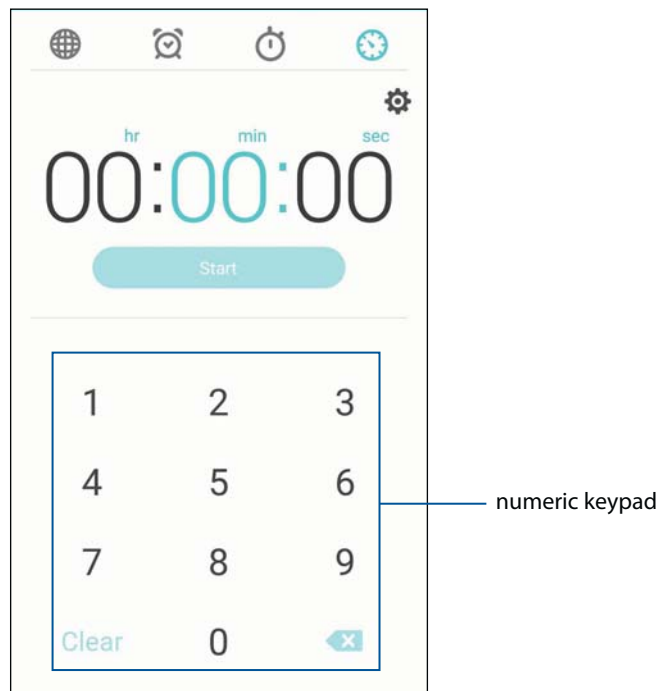 hr min sec
00:00:00
Start
1 2 3
4 5 6
numeric keypad
7 8 9
Clear 0